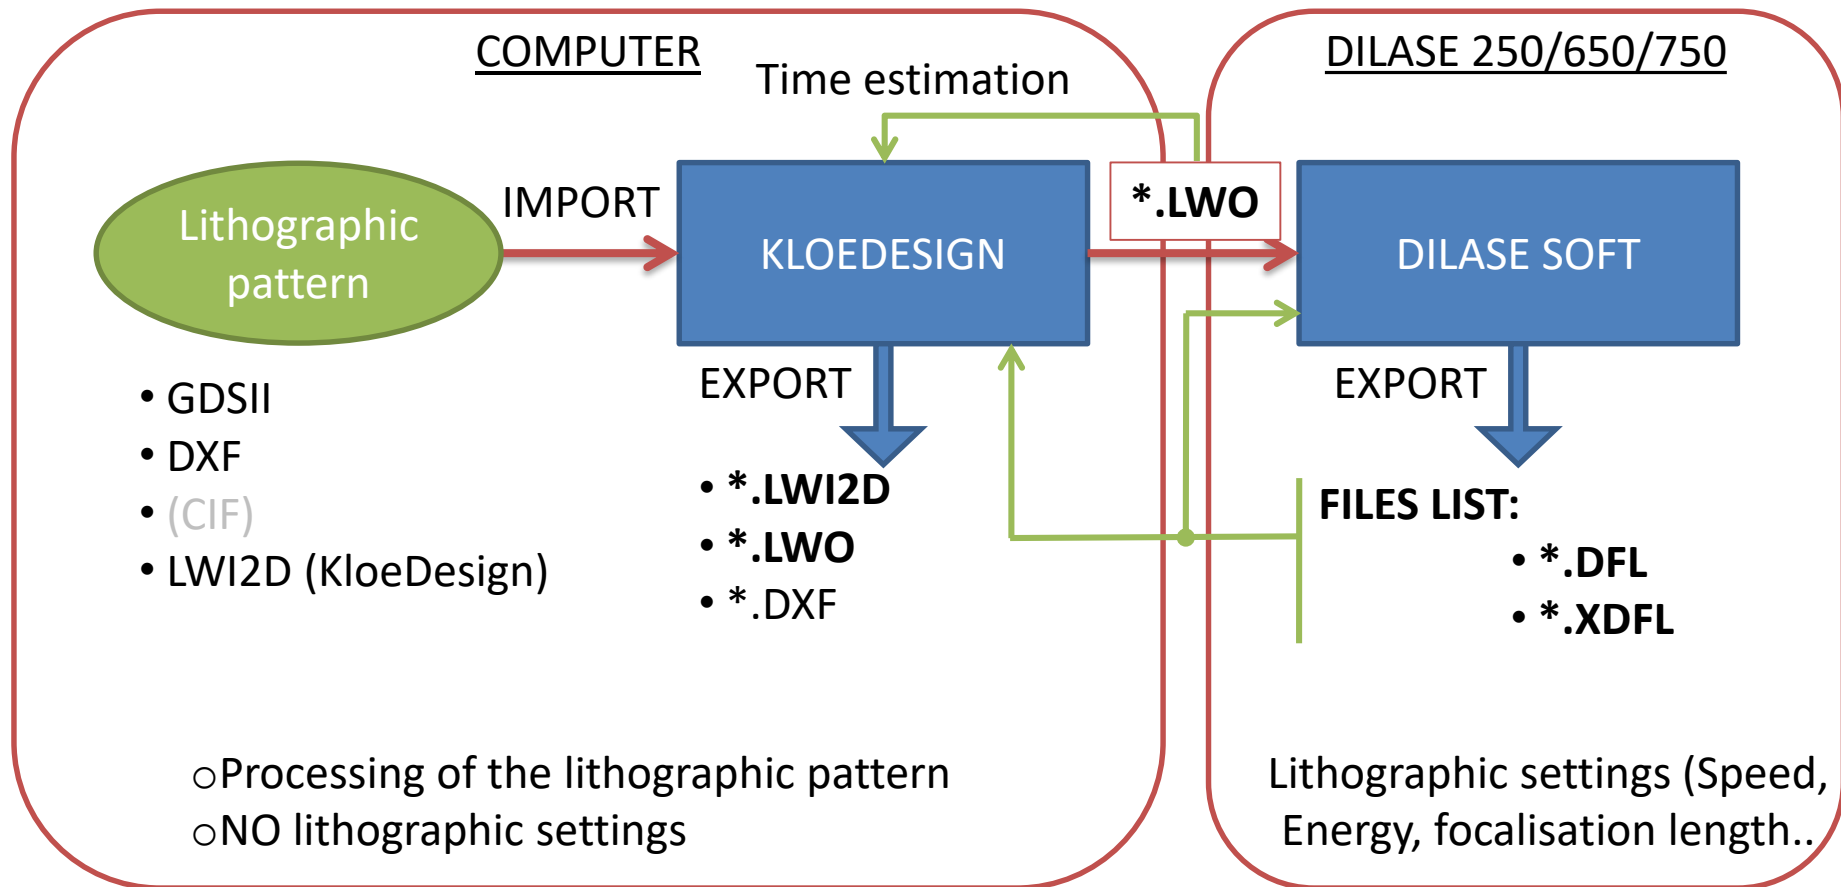 COMPUTER
DILASE 250/650/750
Time estimation
Lithographic
pattern
IMPORT
KLOEDESIGN
*.LWO
DILASE SOFT
• GDSII
• DXF
• (CIF)
• LWI2D (KloeDesign)
EXPORT
• *.LWI2D
• *.LWO
• *.DXF
EXPORT
FILES LIST:
• *.DFL
• *.XDFL
oProcessing of the lithographic pattern
oNO lithographic settings
Lithographic settings (Speed,
Energy, focalisation length..